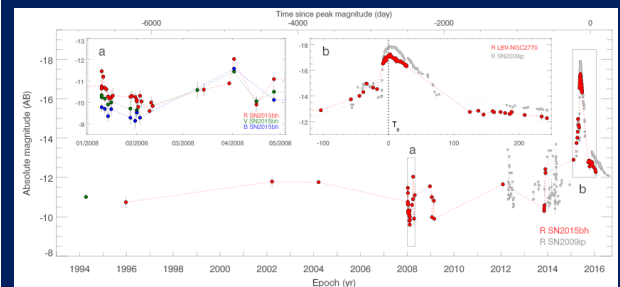 Time since peak magnitude (day)
-6000 -4000 -2000 0
Absolute magnitude (AB)
-18
-16
-14
-12
-10
-8
a
-13
-12
-11
-10
-9
R SN2015bh
V SN2015bh
B SN2015bh
01/2008 02/2008 03/2008 04/2008 05/2008
b
-18
-16
-14
-12
R LBV-NGC2770
R SN2009ip
T
-100 0 100 200
a
b
R SN2015bh
R SN2009ip
1994 1996 1998 2000 2002 2004 2006 2008 2010 2012 2014 2016
Epoch (yr)